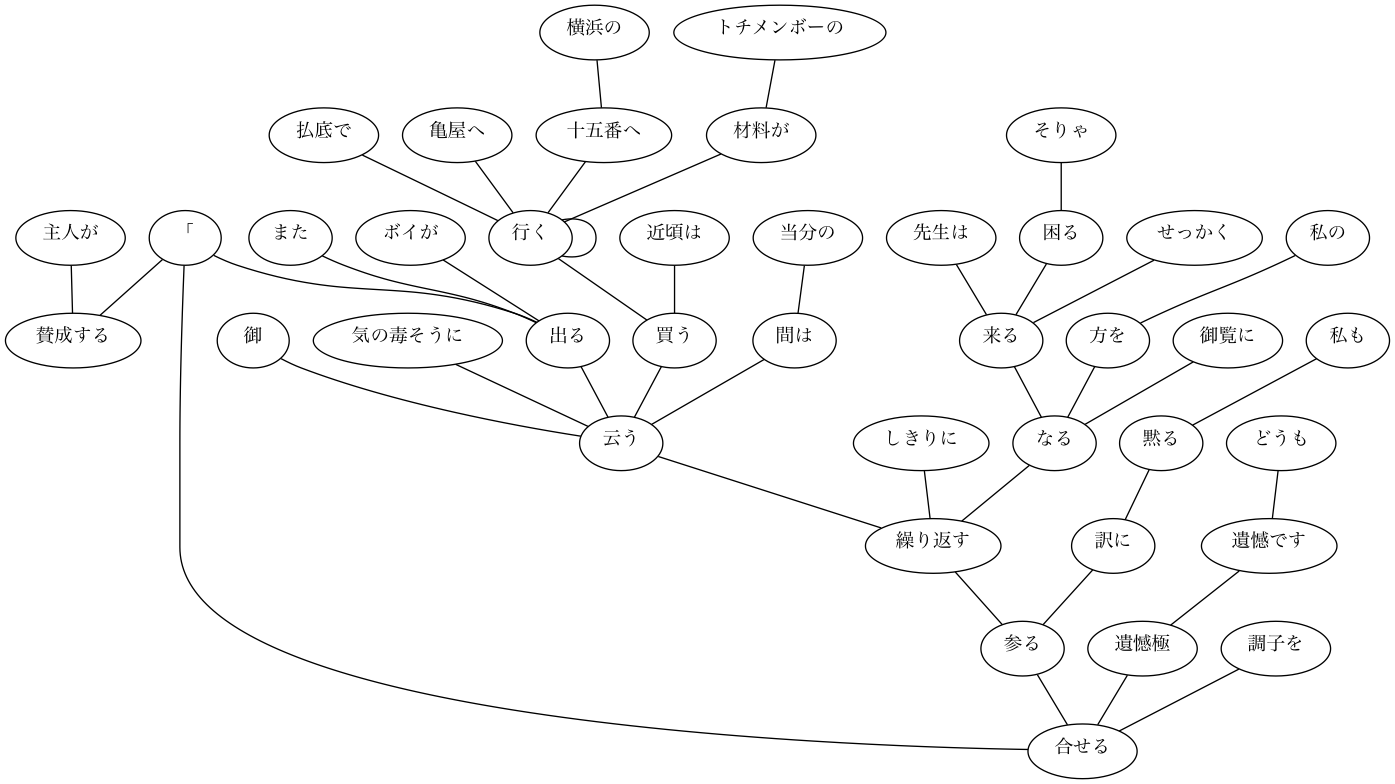 横浜の
トチメンボーの
払底で
亀屋へ
十五番へ
材料が
そりゃ
主人が
「
また
ボイが
行く
近頃は
当分の
先生は
困る
せっかく
私の
賛成する
御
気の毒そうに
出る
買う
間は
来る
方を
御覧に
私も
云う
しきりに
なる
黙る
どうも
繰り返す
訳に
遺憾です
参る
遺憾極
調子を
合せる